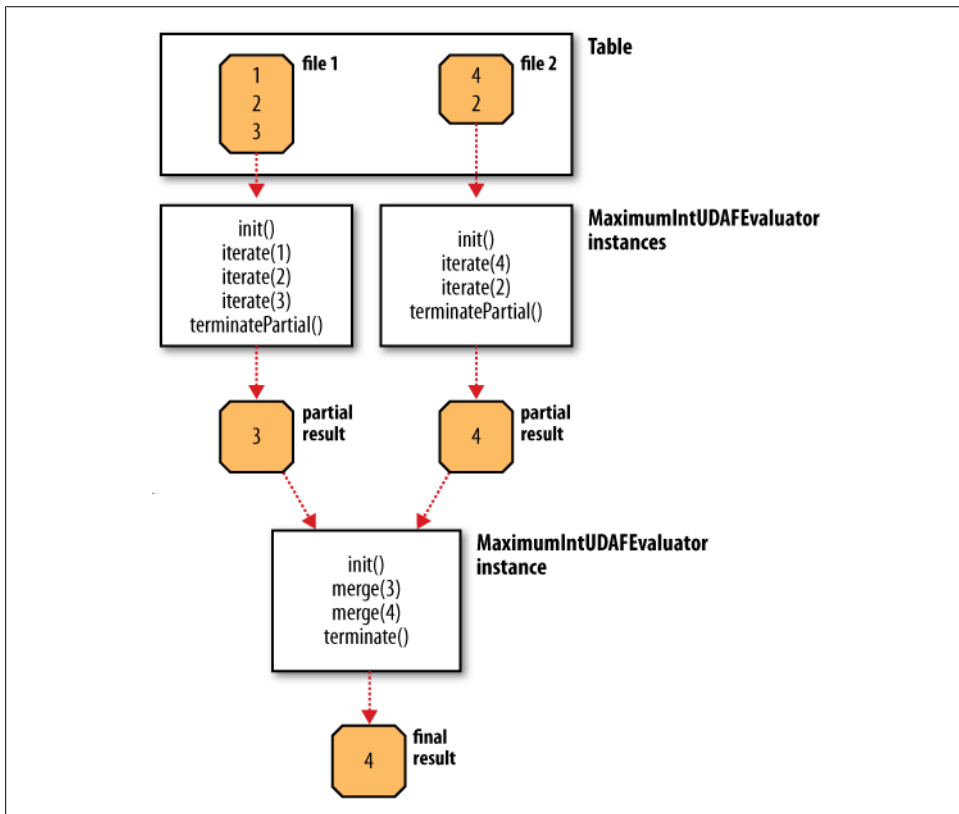 Table
file 1
1
2
3
file 2
4
2
MaximumIntUDAFEvaluator
instances
init()
iterate(1)
iterate(2)
iterate(3)
terminatePartial()
init()
iterate(4)
iterate(2)
terminatePartial()
3
partial
result
4
partial
result
MaximumIntUDAFEvaluator
instance
init()
merge(3)
merge(4)
terminate()
4
final
result